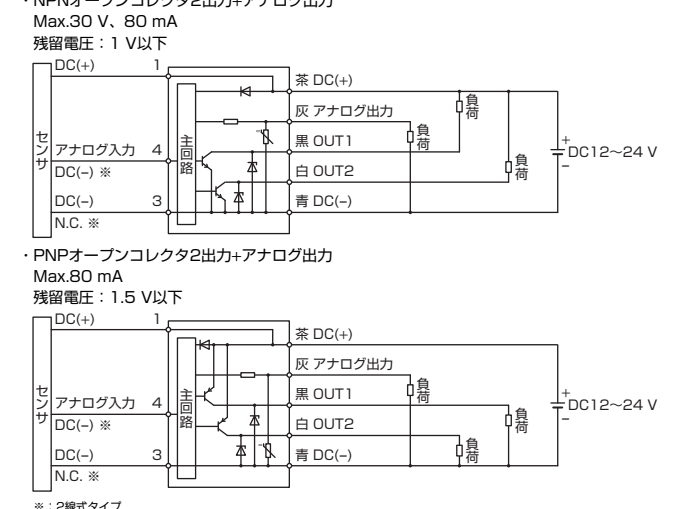 ・NPNオープンコレクタ2出力+アナログ出力
Max.30 V、80 mA
残留電圧：1 V以下
DC(+) 1
茶 DC(+)
灰 アナログ出力
負荷
負荷
センサ
アナログ入力 4
主回路
黒 OUT1
負荷
+
DC12～24 V
−
DC(−) ※
白 OUT2
DC(−) 3
青 DC(−)
N.C. ※
・PNPオープンコレクタ2出力+アナログ出力
Max.80 mA
残留電圧：1.5 V以下
DC(+) 1
茶 DC(+)
灰 アナログ出力
負荷
センサ
アナログ入力 4
主回路
黒 OUT1
負荷
+
DC12～24 V
−
DC(−) ※
白 OUT2
負荷
DC(−) 3
青 DC(−)
N.C. ※
※：2線式タイプ